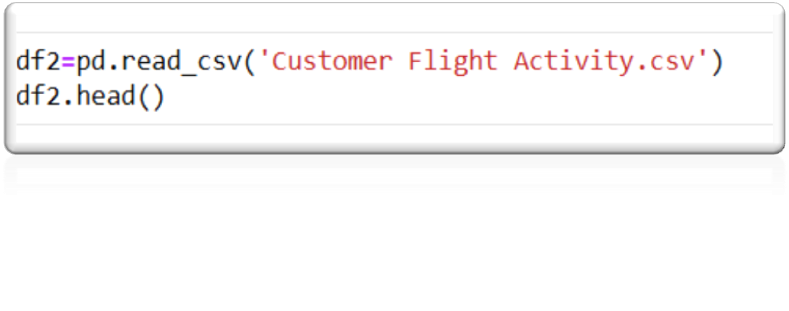 df2=pd.read_csv('Customer Flight Activity.csv')
df2.head()